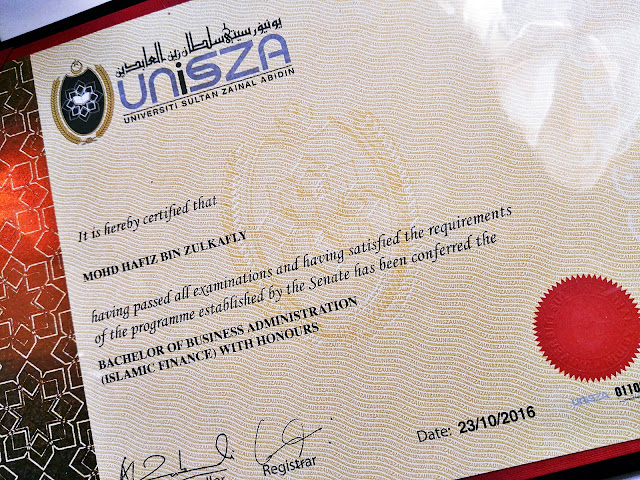 يونيۏرسيتي سلطان زين العابدين
UNISZA
UNIVERSITI SULTAN ZAINAL ABIDIN
It is hereby certified that
MOHD HAFIZ BIN ZULKAFLY
having passed all examinations and having satisfied the requirements
of the programme established by the Senate has been conferred the
BACHELOR OF BUSINESS ADMINISTRATION
(ISLAMIC FINANCE) WITH HONOURS
Registrar
Date: 23/10/2016
UNISZA 0110